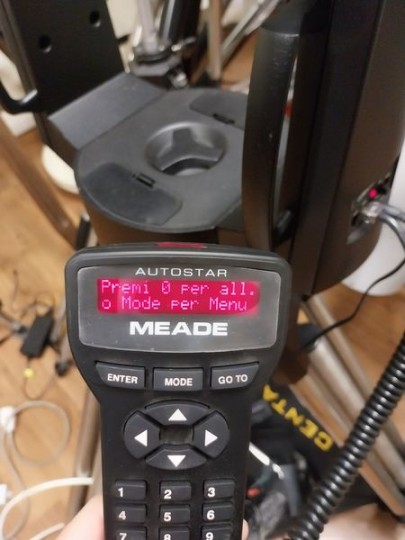 AUTOSTAR
Premi 0 per all.
o Mode per Menu
MEADE
ENTER MODE GO TO
1 2 3
4 5 6
7 8 9
CENTA